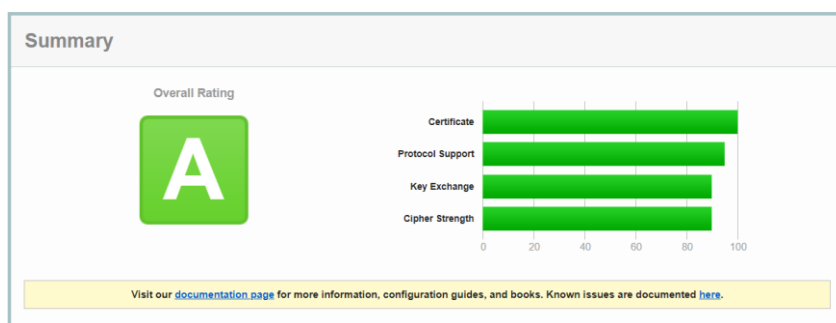 Summary
Overall Rating
A
Certificate
Protocol Support
Key Exchange
Cipher Strength
0 20 40 60 80 100
Visit our documentation page for more information, configuration guides, and books. Known issues are documented here.